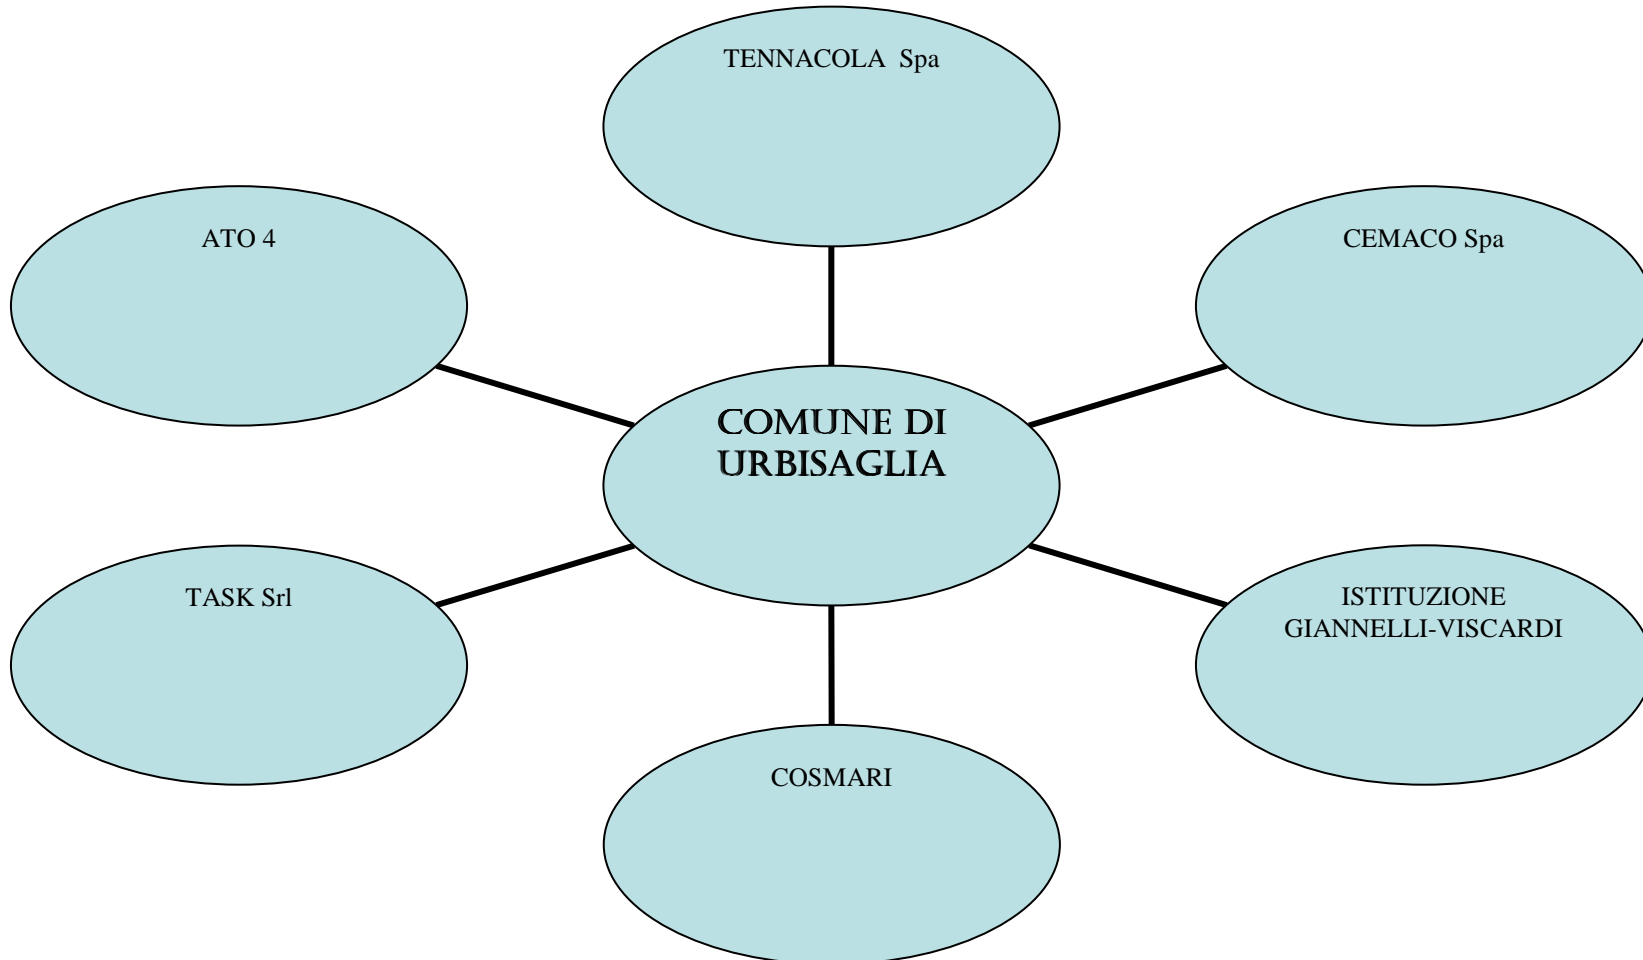 TENNACOLA Spa
ATO 4
CEMACO Spa
COMUNE DI
URBISAGLIA
TASK Srl
ISTITUZIONE
GIANNELLI-VISCARDI
COSMARI